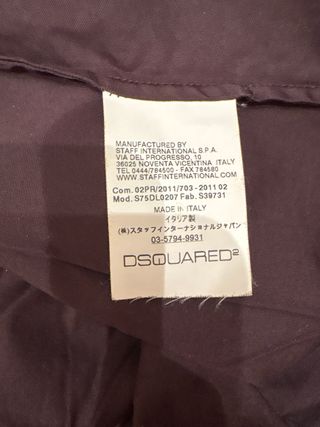 MANUFACTURED BY
STAFF INTERNATIONAL S.P.A.
VIA DEL PROGRESSO, 10
36025 NOVENTA VICENTINA ITALY
TEL 0444/784500 - FAX 784580
WWW.STAFFINTERNATIONAL.COM
Com. 02PR/2011/703 - 2011 02
Mod. S75DL0207 Fab. S39731
MADE IN ITALY
イタリア製
(株)スタッフインターナショナルジャパン
03-5794-9931
DSQUARED²